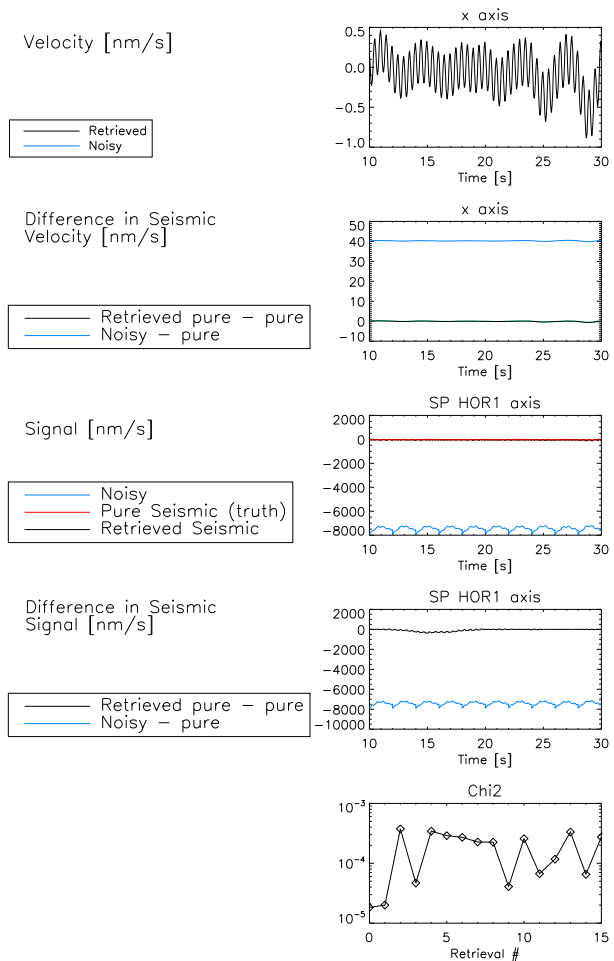 x axis
Velocity [nm/s]
0.5
0.0
-0.5
-1.0
Retrieved
Noisy
10 15 20 25 30
Time [s]
x axis
Difference in Seismic
Velocity [nm/s]
50
40
30
20
10
0
-10
Retrieved pure - pure
Noisy - pure
10 15 20 25 30
Time [s]
SP HOR1 axis
Signal [nm/s]
2000
0
-2000
-4000
-6000
-8000
Noisy
Pure Seismic (truth)
Retrieved Seismic
10 15 20 25 30
Time [s]
SP HOR1 axis
Difference in Seismic
Signal [nm/s]
2000
0
-2000
-4000
-6000
-8000
-10000
Retrieved pure - pure
Noisy - pure
10 15 20 25 30
Time [s]
Chi2
10^-3
10^-4
10^-5
0 5 10 15
Retrieval #